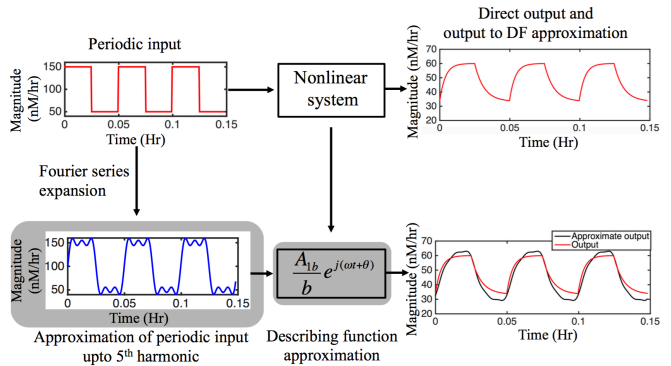 Periodic input
Magnitude
(nM/hr)
150
100
50
0
0.05
0.1
0.15
Time (Hr)
Nonlinear
system
Direct output and
output to DF approximation
Magnitude (nM/hr)
70
60
50
40
30
0
0.05
0.1
0.15
Time (Hr)
Fourier series
expansion
Magnitude
(nM/hr)
150
100
50
0
0.05
0.1
0.15
Time (Hr)
Approximation of periodic input
upto 5th harmonic
A1b
b
e^j(ωt+θ)
Describing function
approximation
Magnitude (nM/hr)
Approximate output
Output
70
60
50
40
30
20
0
0.05
0.1
0.15
Time (Hr)